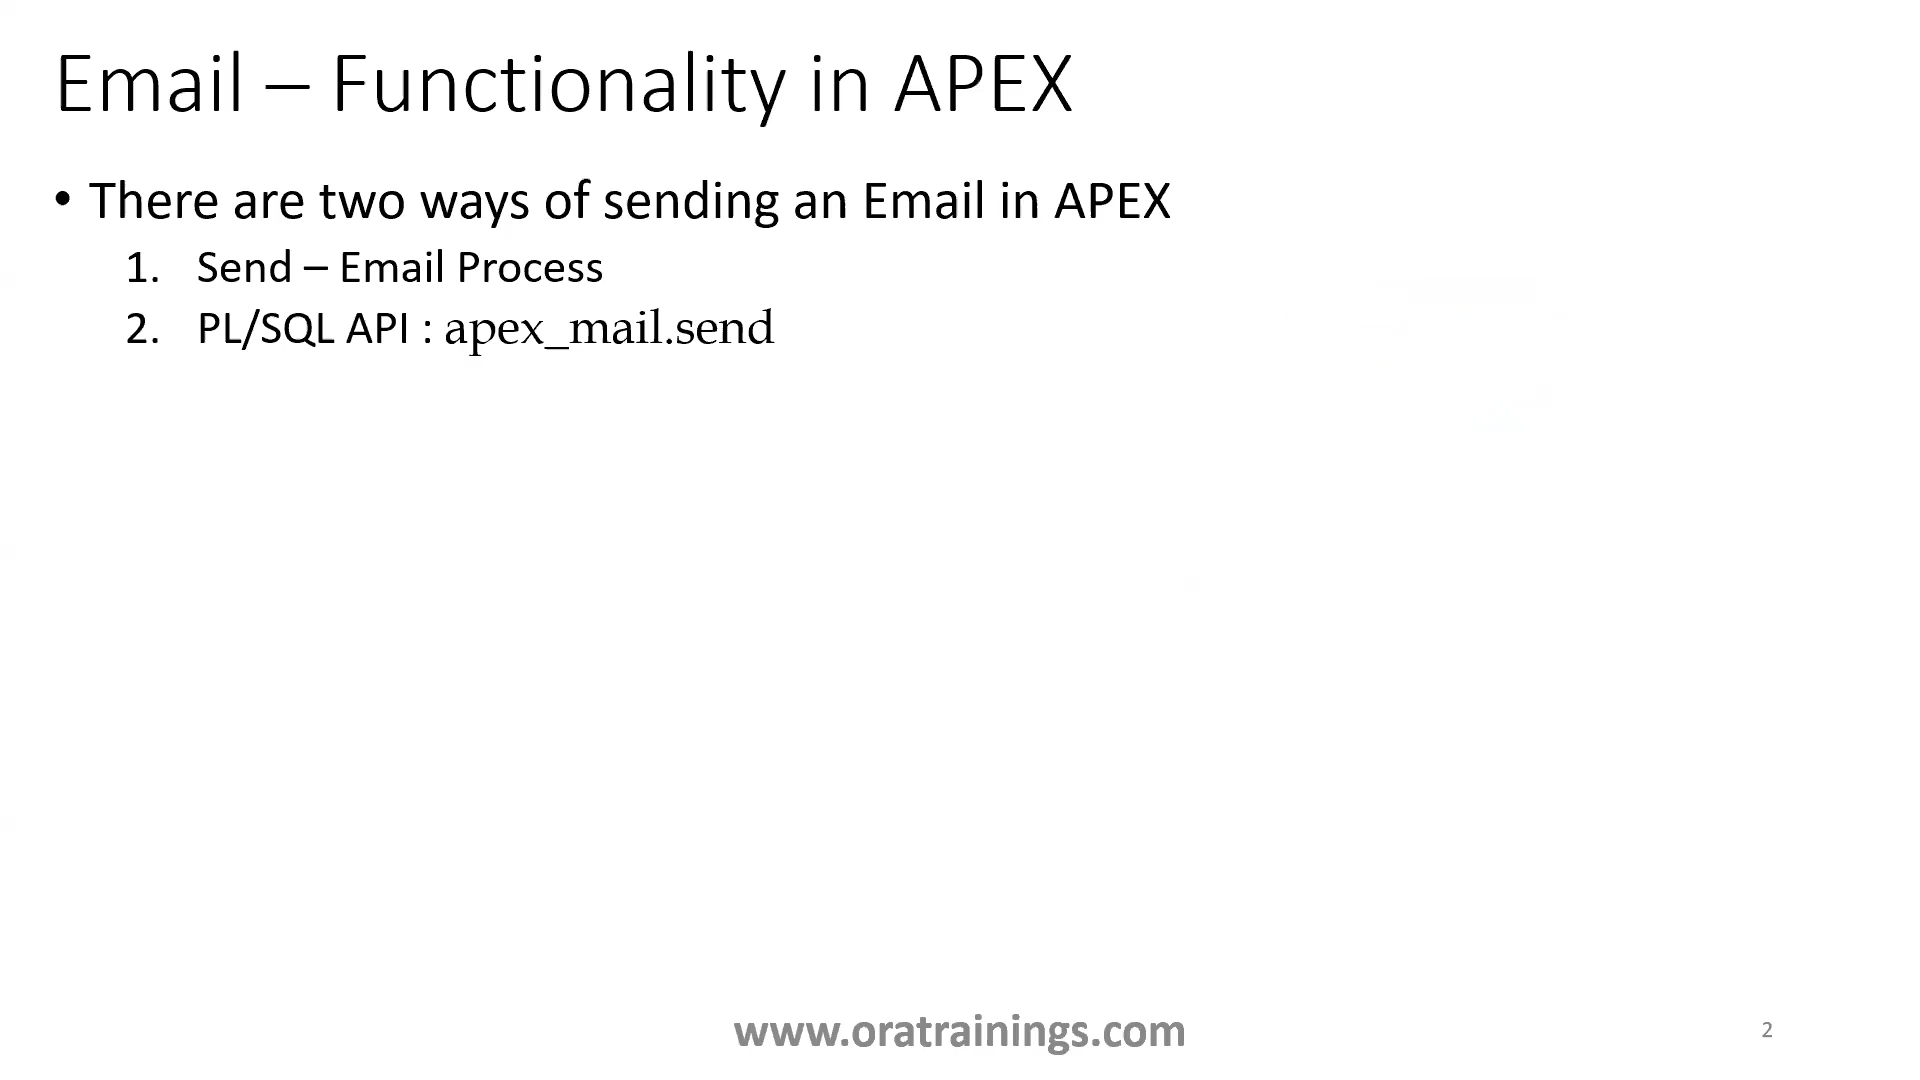 Email – Functionality in APEX
• There are two ways of sending an Email in APEX
1. Send – Email Process
2. PL/SQL API : apex_mail.send
www.oratrainings.com
2